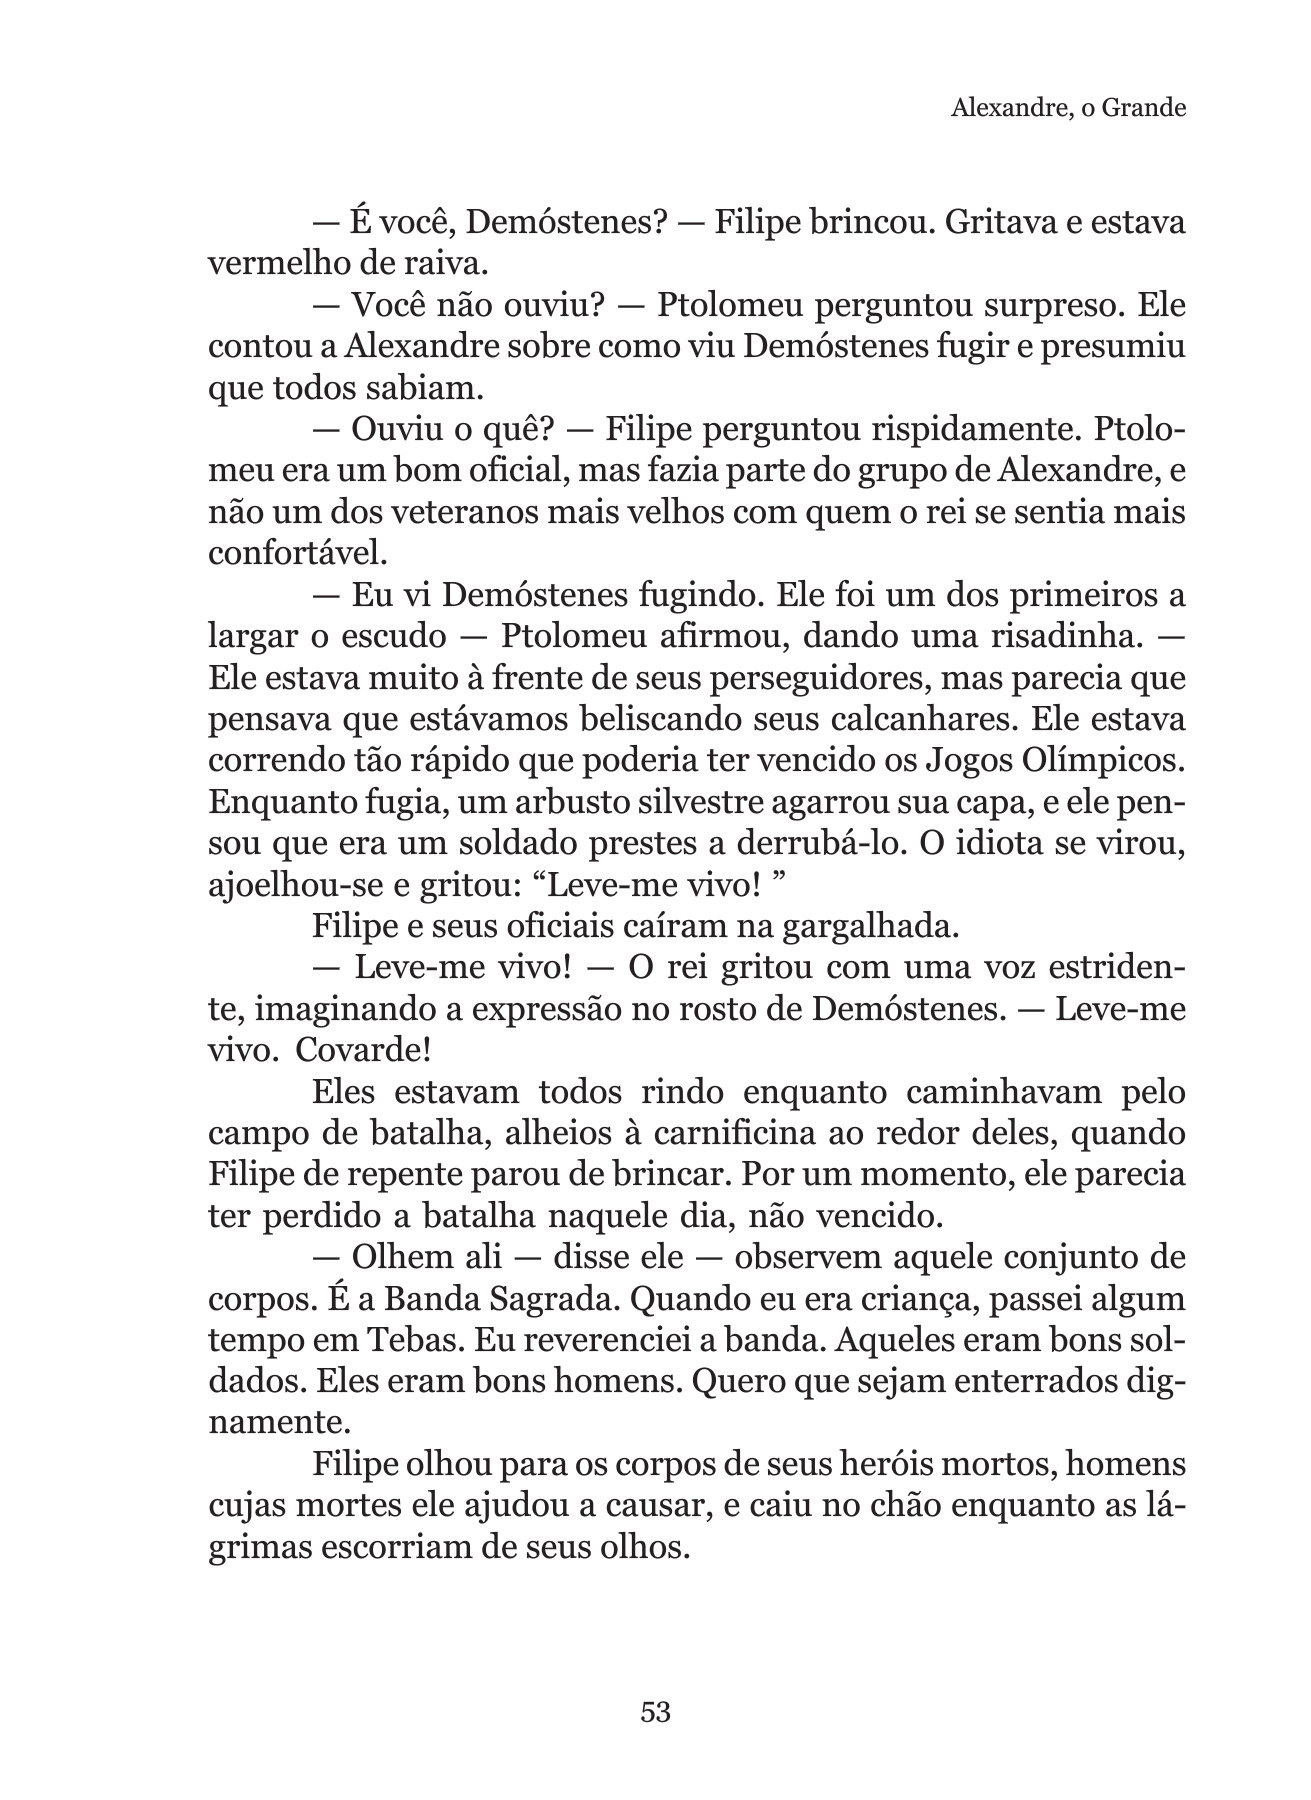 Alexandre, o Grande
— É você, Demóstenes? — Filipe brincou. Gritava e estava
vermelho de raiva.
— Você não ouviu? — Ptolomeu perguntou surpreso. Ele
contou a Alexandre sobre como viu Demóstenes fugir e presumiu
que todos sabiam.
— Ouviu o quê? — Filipe perguntou rispidamente. Ptolo-
meu era um bom oficial, mas fazia parte do grupo de Alexandre, e
não um dos veteranos mais velhos com quem o rei se sentia mais
confortável.
— Eu vi Demóstenes fugindo. Ele foi um dos primeiros a
largar o escudo — Ptolomeu afirmou, dando uma risadinha. —
Ele estava muito à frente de seus perseguidores, mas parecia que
pensava que estávamos beliscando seus calcanhares. Ele estava
correndo tão rápido que poderia ter vencido os Jogos Olímpicos.
Enquanto fugia, um arbusto silvestre agarrou sua capa, e ele pen-
sou que era um soldado prestes a derrubá-lo. O idiota se virou,
ajoelhou-se e gritou: “Leve-me vivo! ”
Filipe e seus oficiais caíram na gargalhada.
— Leve-me vivo! — O rei gritou com uma voz estriden-
te, imaginando a expressão no rosto de Demóstenes. — Leve-me
vivo. Covarde!
Eles estavam todos rindo enquanto caminhavam pelo
campo de batalha, alheios à carnificina ao redor deles, quando
Filipe de repente parou de brincar. Por um momento, ele parecia
ter perdido a batalha naquele dia, não vencido.
— Olhem ali — disse ele — observem aquele conjunto de
corpos. É a Banda Sagrada. Quando eu era criança, passei algum
tempo em Tebas. Eu reverenciei a banda. Aqueles eram bons sol-
dados. Eles eram bons homens. Quero que sejam enterrados dig-
namente.
Filipe olhou para os corpos de seus heróis mortos, homens
cujas mortes ele ajudou a causar, e caiu no chão enquanto as lá-
grimas escorriam de seus olhos.
53